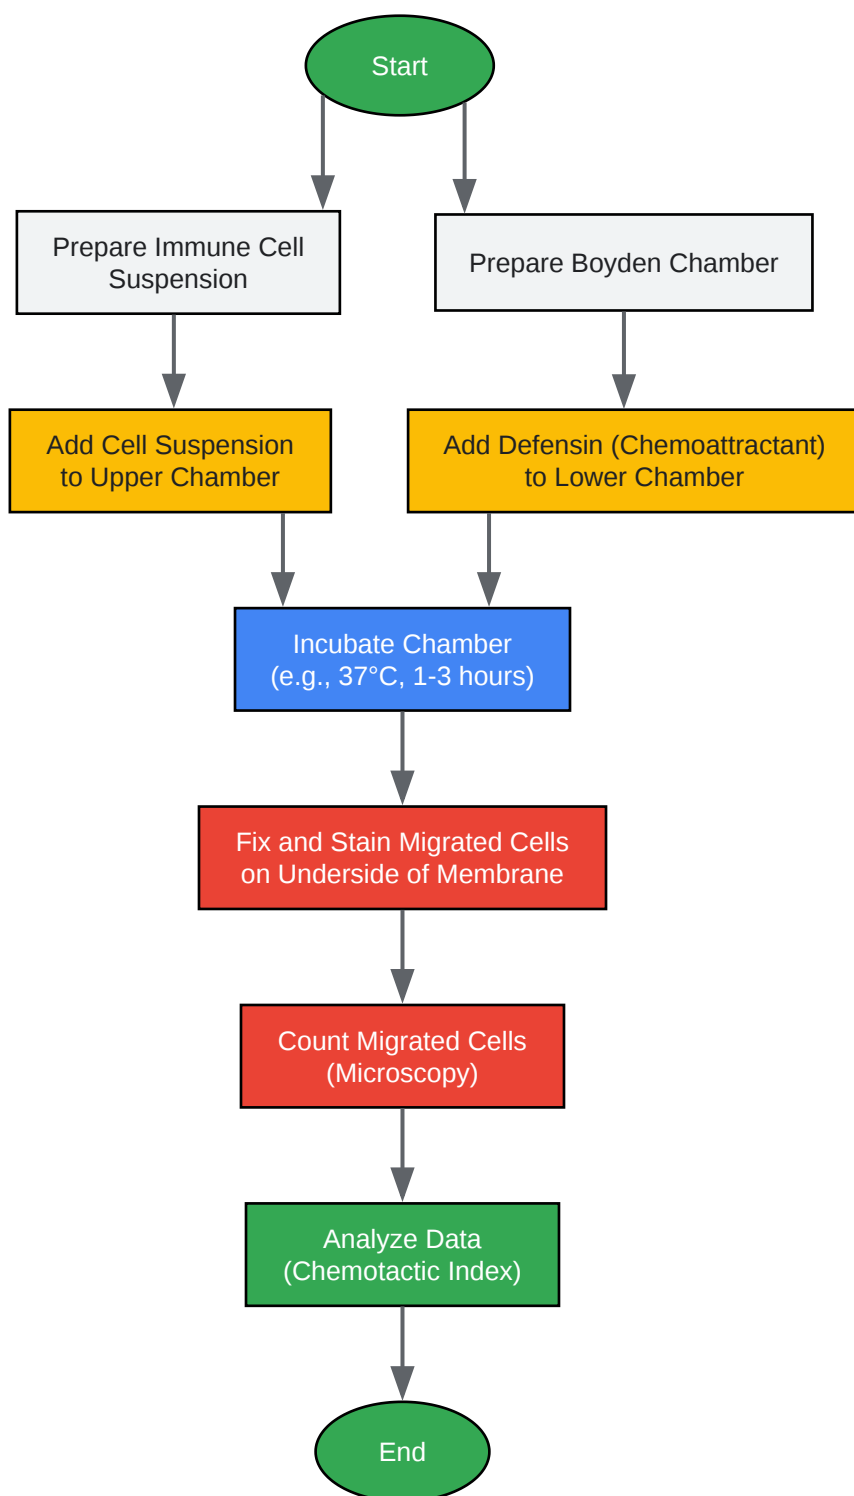 Start
Prepare Immune Cell
Suspension
Prepare Boyden Chamber
Add Cell Suspension
to Upper Chamber
Add Defensin (Chemoattractant)
to Lower Chamber
Incubate Chamber
(e.g., 37°C, 1-3 hours)
Fix and Stain Migrated Cells
on Underside of Membrane
Count Migrated Cells
(Microscopy)
Analyze Data
(Chemotactic Index)
End